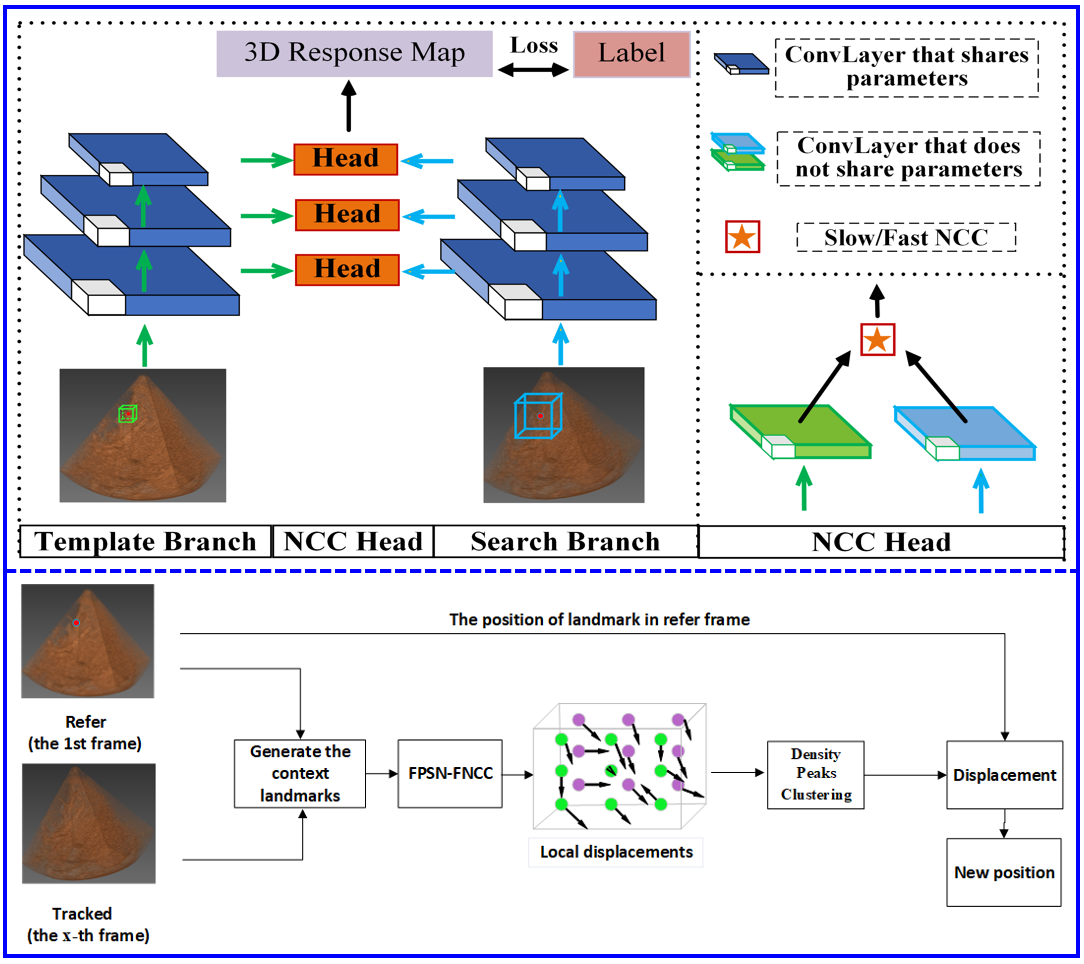 3D Response Map
Loss
Label
Head
Head
Head
Template Branch
NCC Head
Search Branch
ConvLayer that shares
parameters
ConvLayer that does
not share parameters
Slow/Fast NCC
NCC Head
The position of landmark in refer frame
Refer
(the 1st frame)
Tracked
(the x-th frame)
Generate the
context
landmarks
FPSN-FNCC
Local displacements
Density
Peaks
Clustering
Displacement
New position